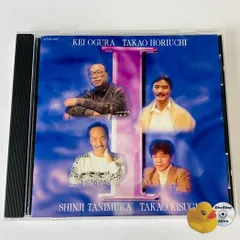 KEI OGURA TAKAO HORIUCHI
I
SHINJI TANIMURA TAKAO KISUGI